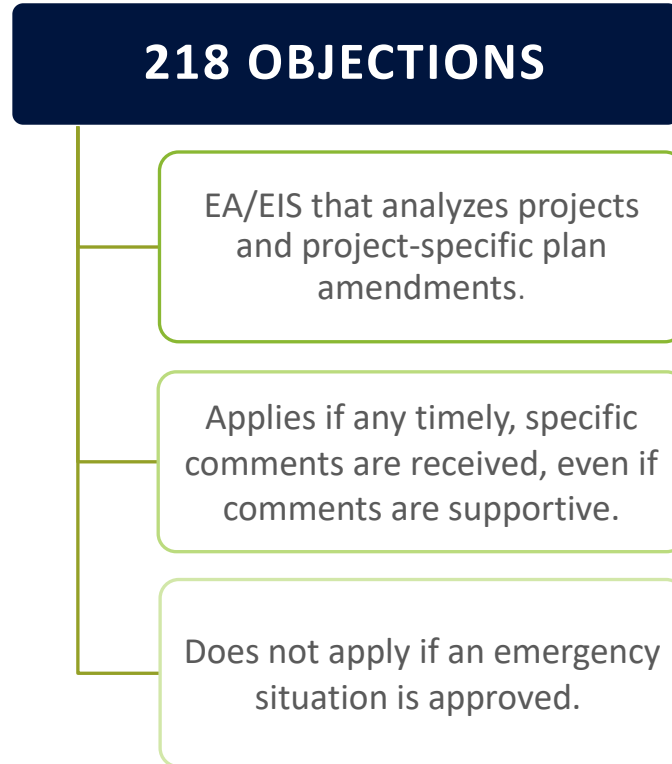 218 OBJECTIONS
EA/EIS that analyzes projects
and project-specific plan
amendments.
Applies if any timely, specific
comments are received, even if
comments are supportive.
Does not apply if an emergency
situation is approved.